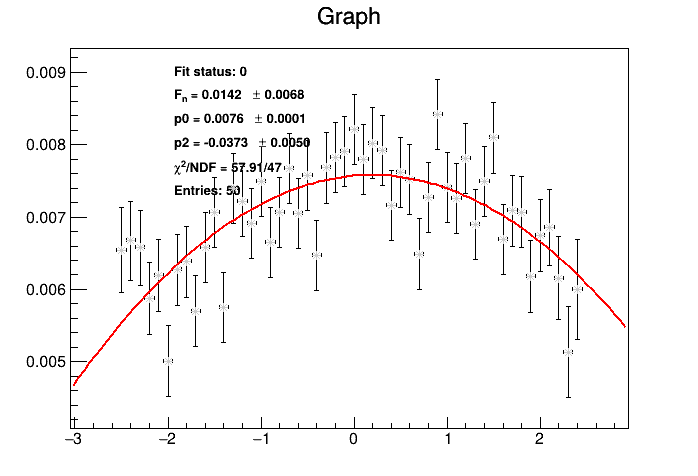 Graph
Fit status: 0
Fn = 0.0142 ± 0.0068
p0 = 0.0076 ± 0.0001
p2 = -0.0373 ± 0.0050
χ2/NDF = 57.91/47
Entries: 50
0.009
0.008
0.007
0.006
0.005
−3 −2 −1 0 1 2